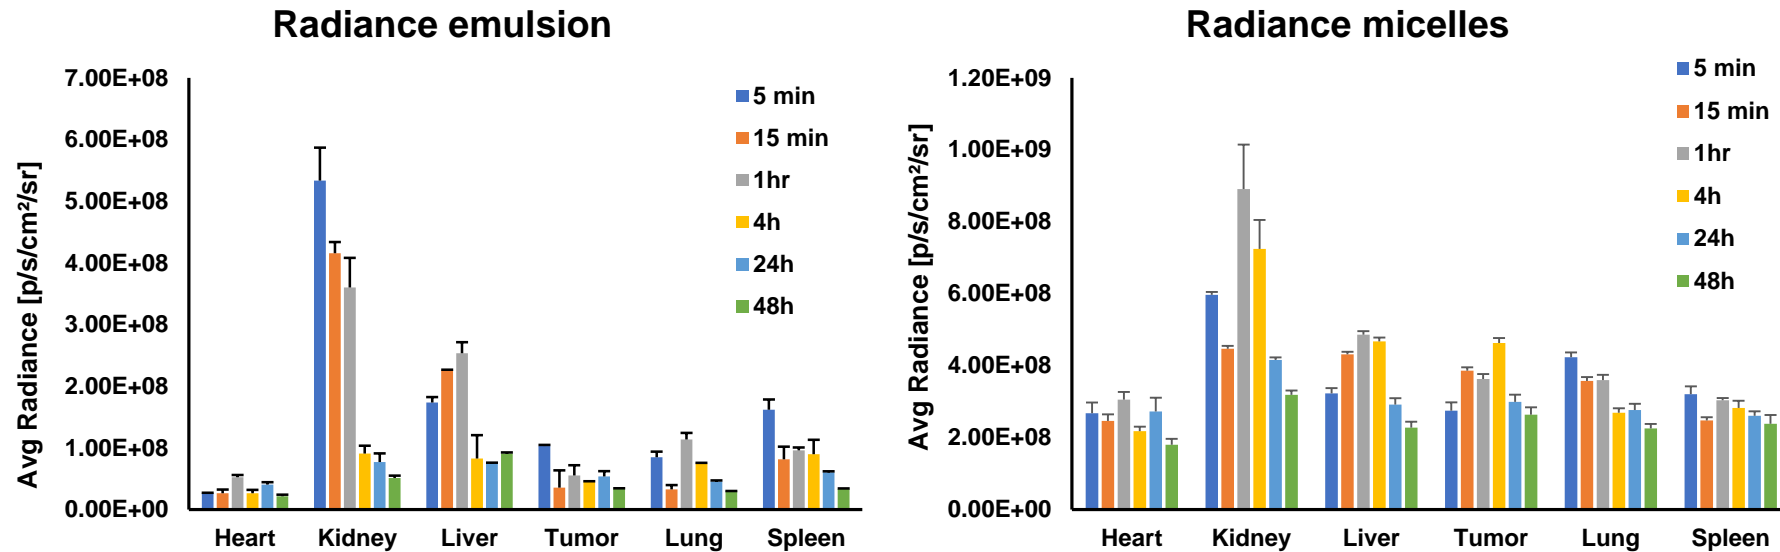 Radiance emulsion
Avg Radiance [p/s/cm²/sr]
7.00E+08
6.00E+08
5.00E+08
4.00E+08
3.00E+08
2.00E+08
1.00E+08
0.00E+00
5 min
15 min
1hr
4h
24h
48h
Heart Kidney Liver Tumor Lung Spleen
Radiance micelles
Avg Radiance [p/s/cm²/sr]
1.20E+09
1.00E+09
8.00E+08
6.00E+08
4.00E+08
2.00E+08
0.00E+00
5 min
15 min
1hr
4h
24h
48h
Heart Kidney Liver Tumor Lung Spleen